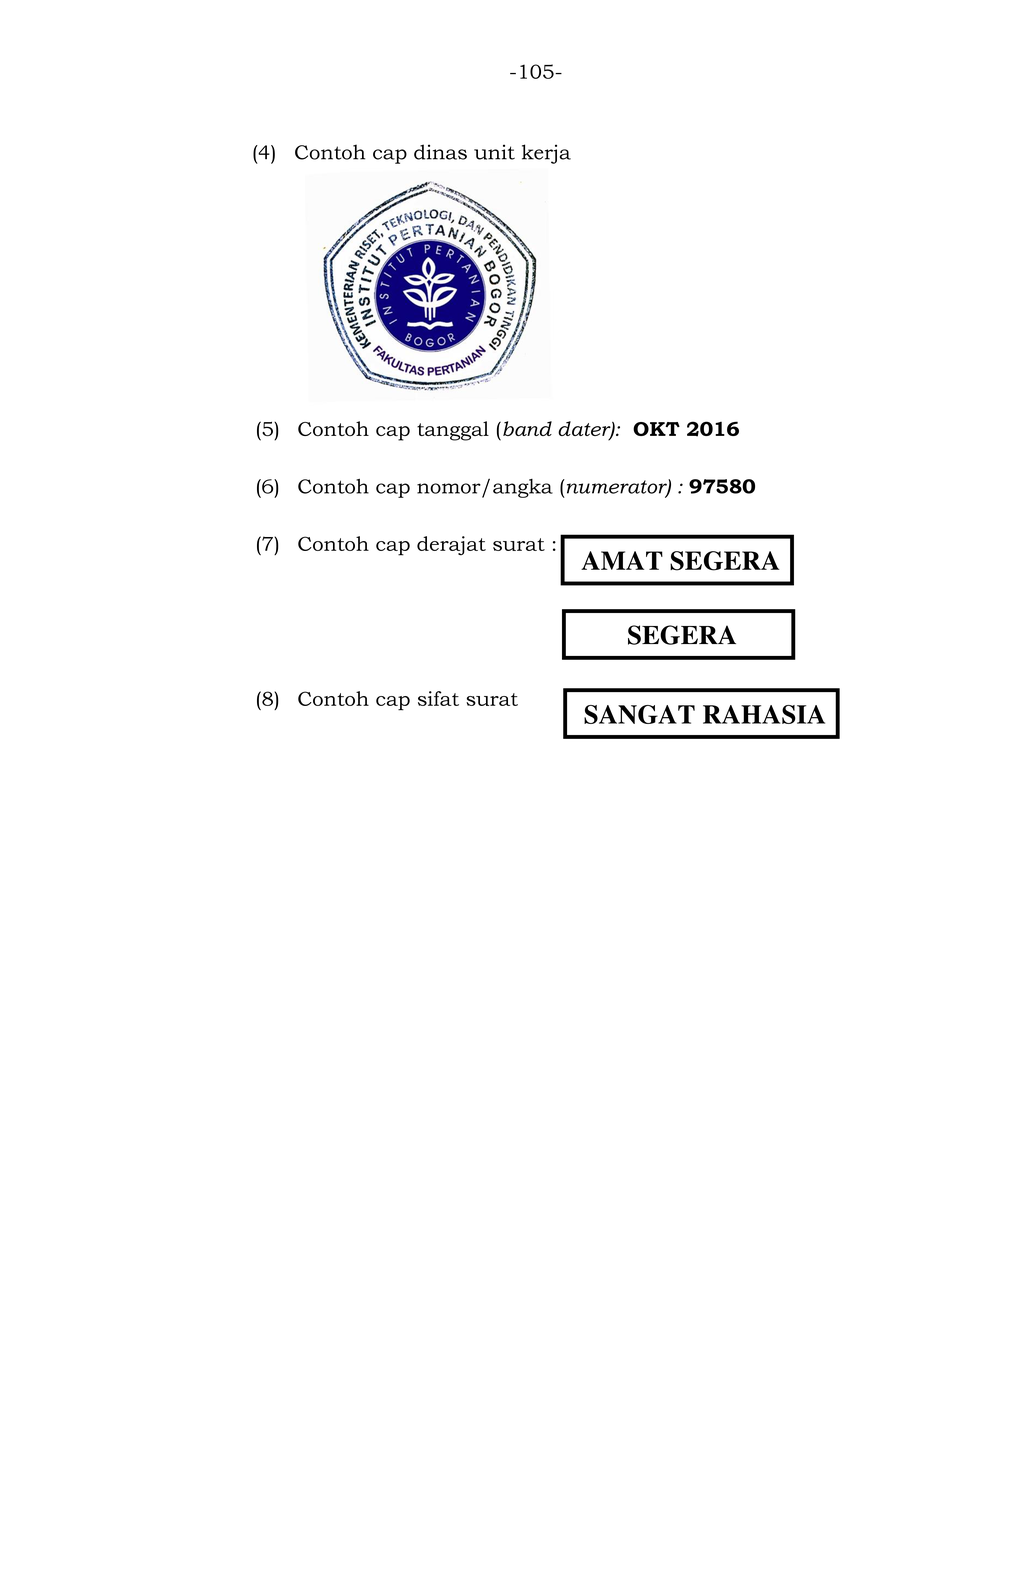 -105-
(4) Contoh cap dinas unit kerja
KEMENTERIAN RISET, TEKNOLOGI, DAN PENDIDIKAN TINGGI
INSTITUT PERTANIAN BOGOR
INSTITUT PERTANIAN
BOGOR
FAKULTAS PERTANIAN
(5) Contoh cap tanggal (band dater): OKT 2016
(6) Contoh cap nomor/angka (numerator) : 97580
(7) Contoh cap derajat surat :
AMAT SEGERA
SEGERA
(8) Contoh cap sifat surat
SANGAT RAHASIA